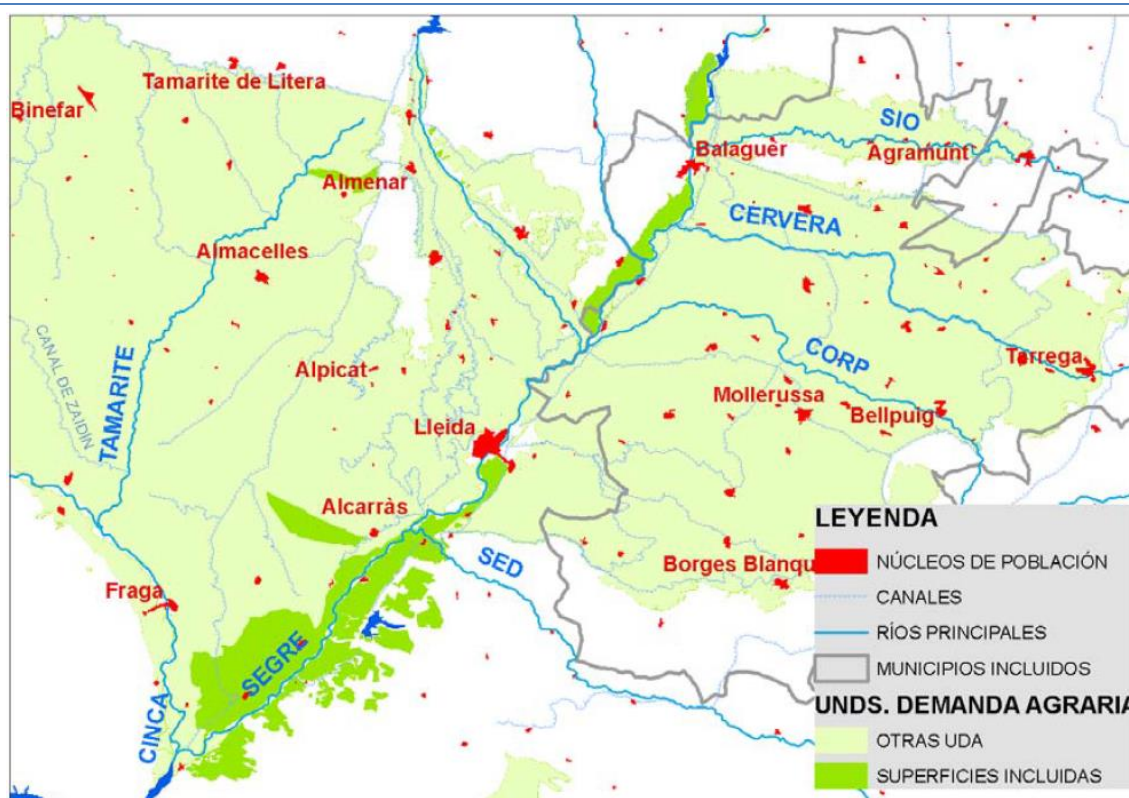 Tamarite de Litera
Binefar
SIO
Balaguer
Agramunt
Almenar
CERVERA
Almacelles
CANAL DE ZAIDIN
TAMARITE
Alpicat
CORP
Tarrega
Mollerussa
Bellpuig
Lleida
Alcarràs
SED
Borges Blanqu
Fraga
SEGRE
CINCA
LEYENDA
NÚCLEOS DE POBLACIÓN
CANALES
RÍOS PRINCIPALES
MUNICIPIOS INCLUIDOS
UNDS. DEMANDA AGRARIA
OTRAS UDA
SUPERFICIES INCLUIDAS